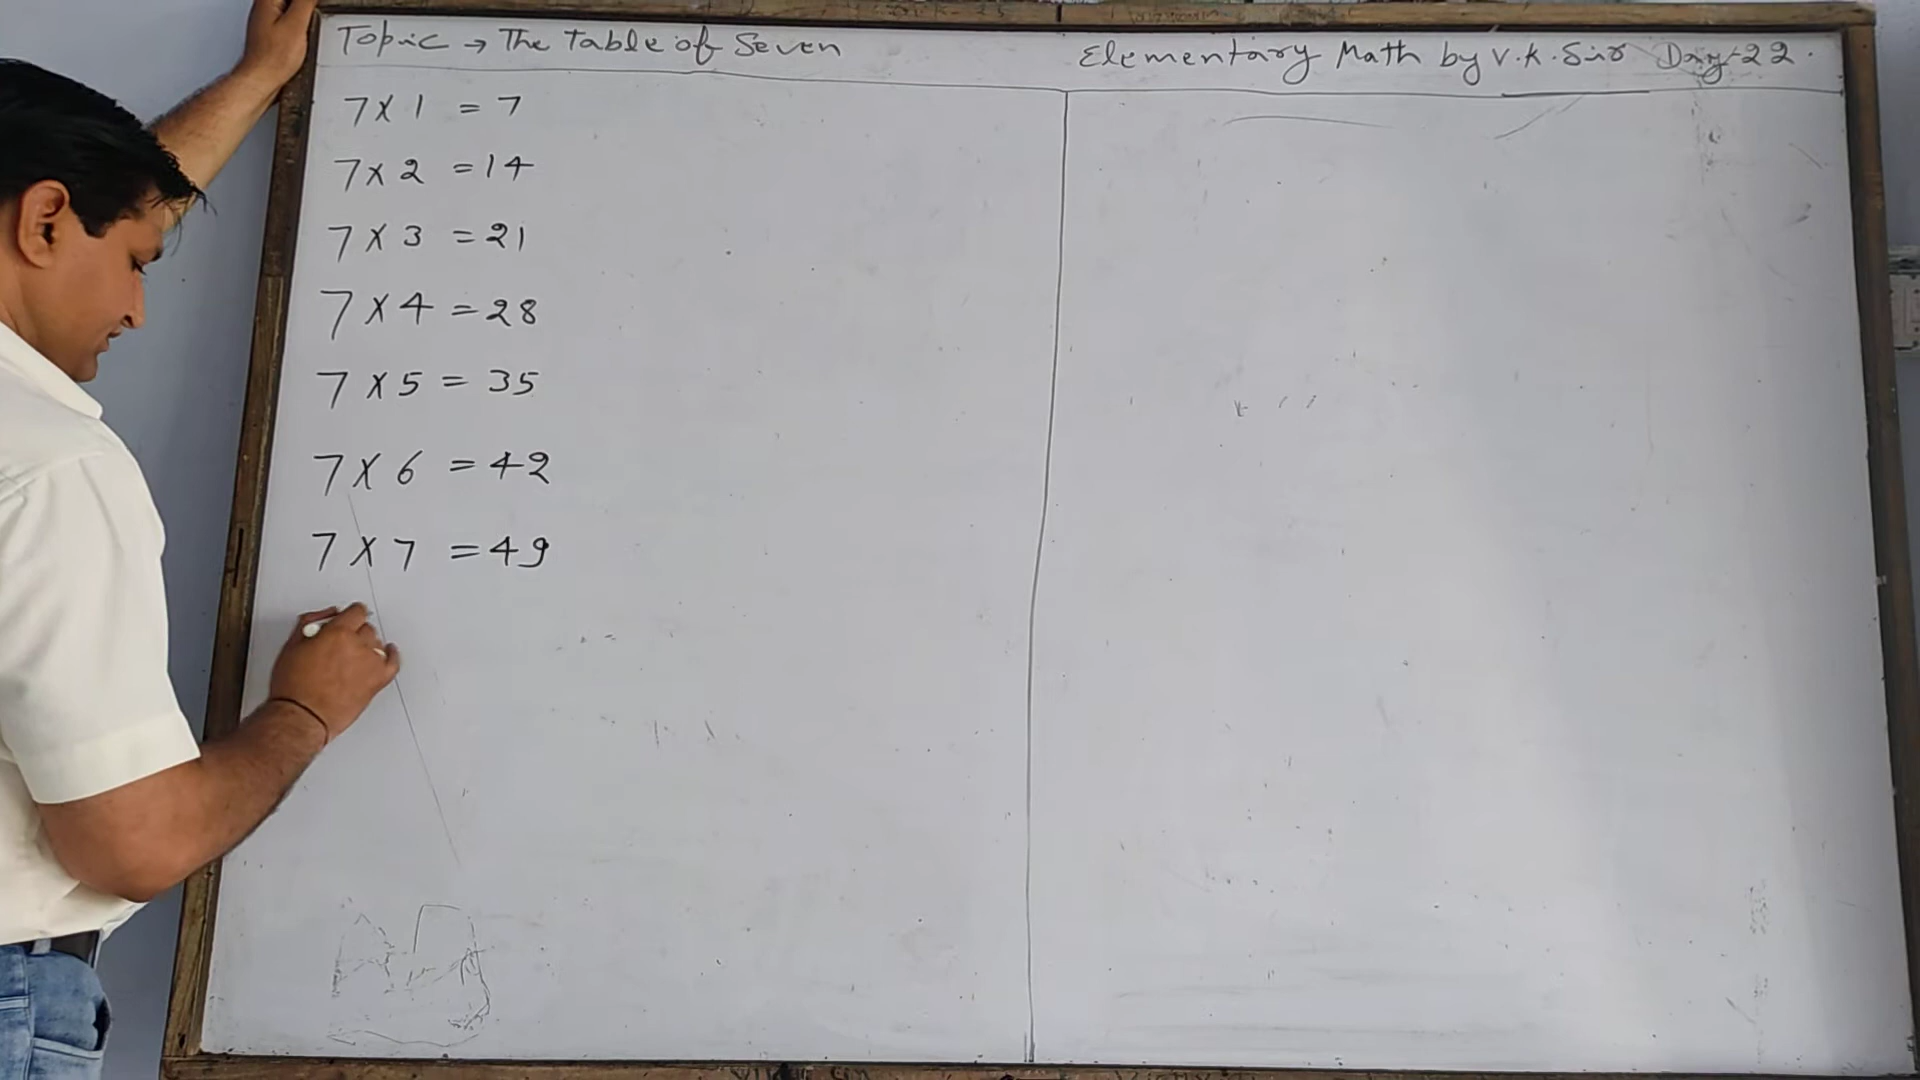 Topic → The Table of Seven
Elementary Math by V.K. Sir Day-22.
7 X 1 = 7
7 X 2 = 14
7 X 3 = 21
7 X 4 = 28
7 X 5 = 35
7 X 6 = 42
7 X 7 = 49